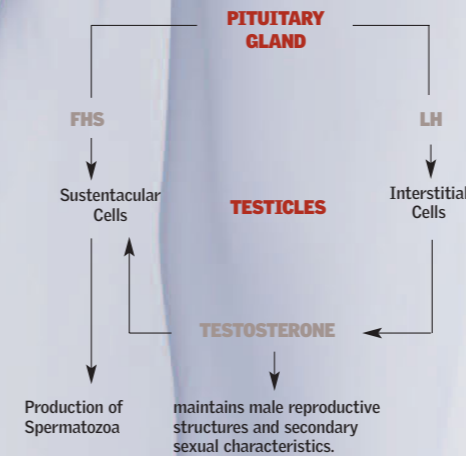 PITUITARY
GLAND
FHS
LH
Sustentacular
Cells
TESTICLES
Interstitial
Cells
TESTOSTERONE
Production of
Spermatozoa
maintains male reproductive
structures and secondary
sexual characteristics.